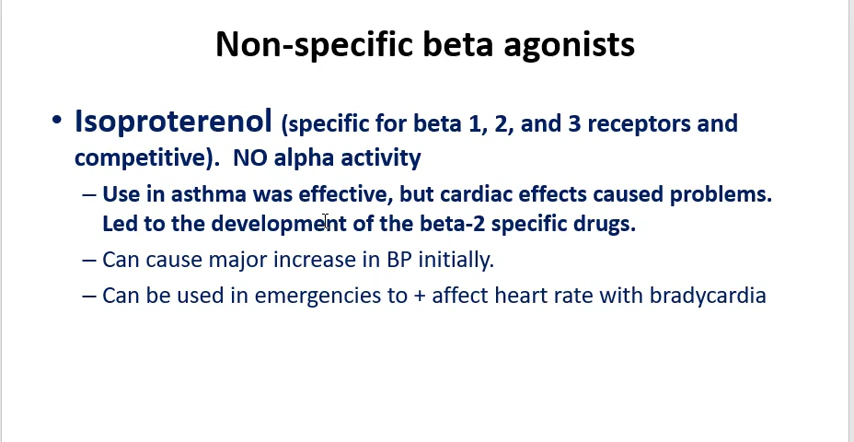 Non-specific beta agonists
• Isoproterenol (specific for beta 1, 2, and 3 receptors and
competitive). NO alpha activity
– Use in asthma was effective, but cardiac effects caused problems.
Led to the development of the beta-2 specific drugs.
– Can cause major increase in BP initially.
– Can be used in emergencies to + affect heart rate with bradycardia